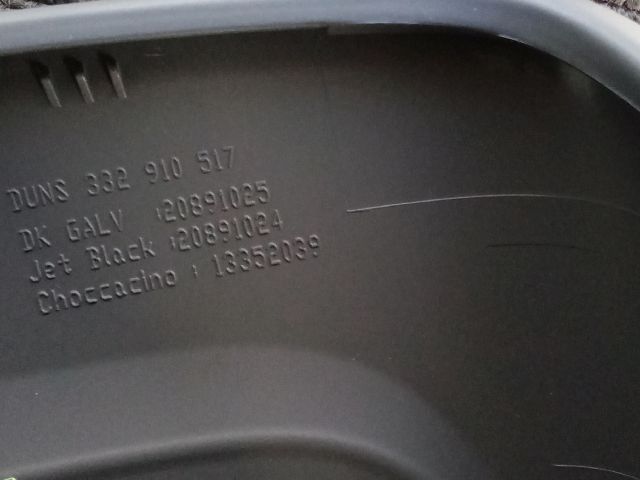 DUNS 332 910 517
DK GALV :20891025
Jet Black :20891024
Choccacino : 13352039